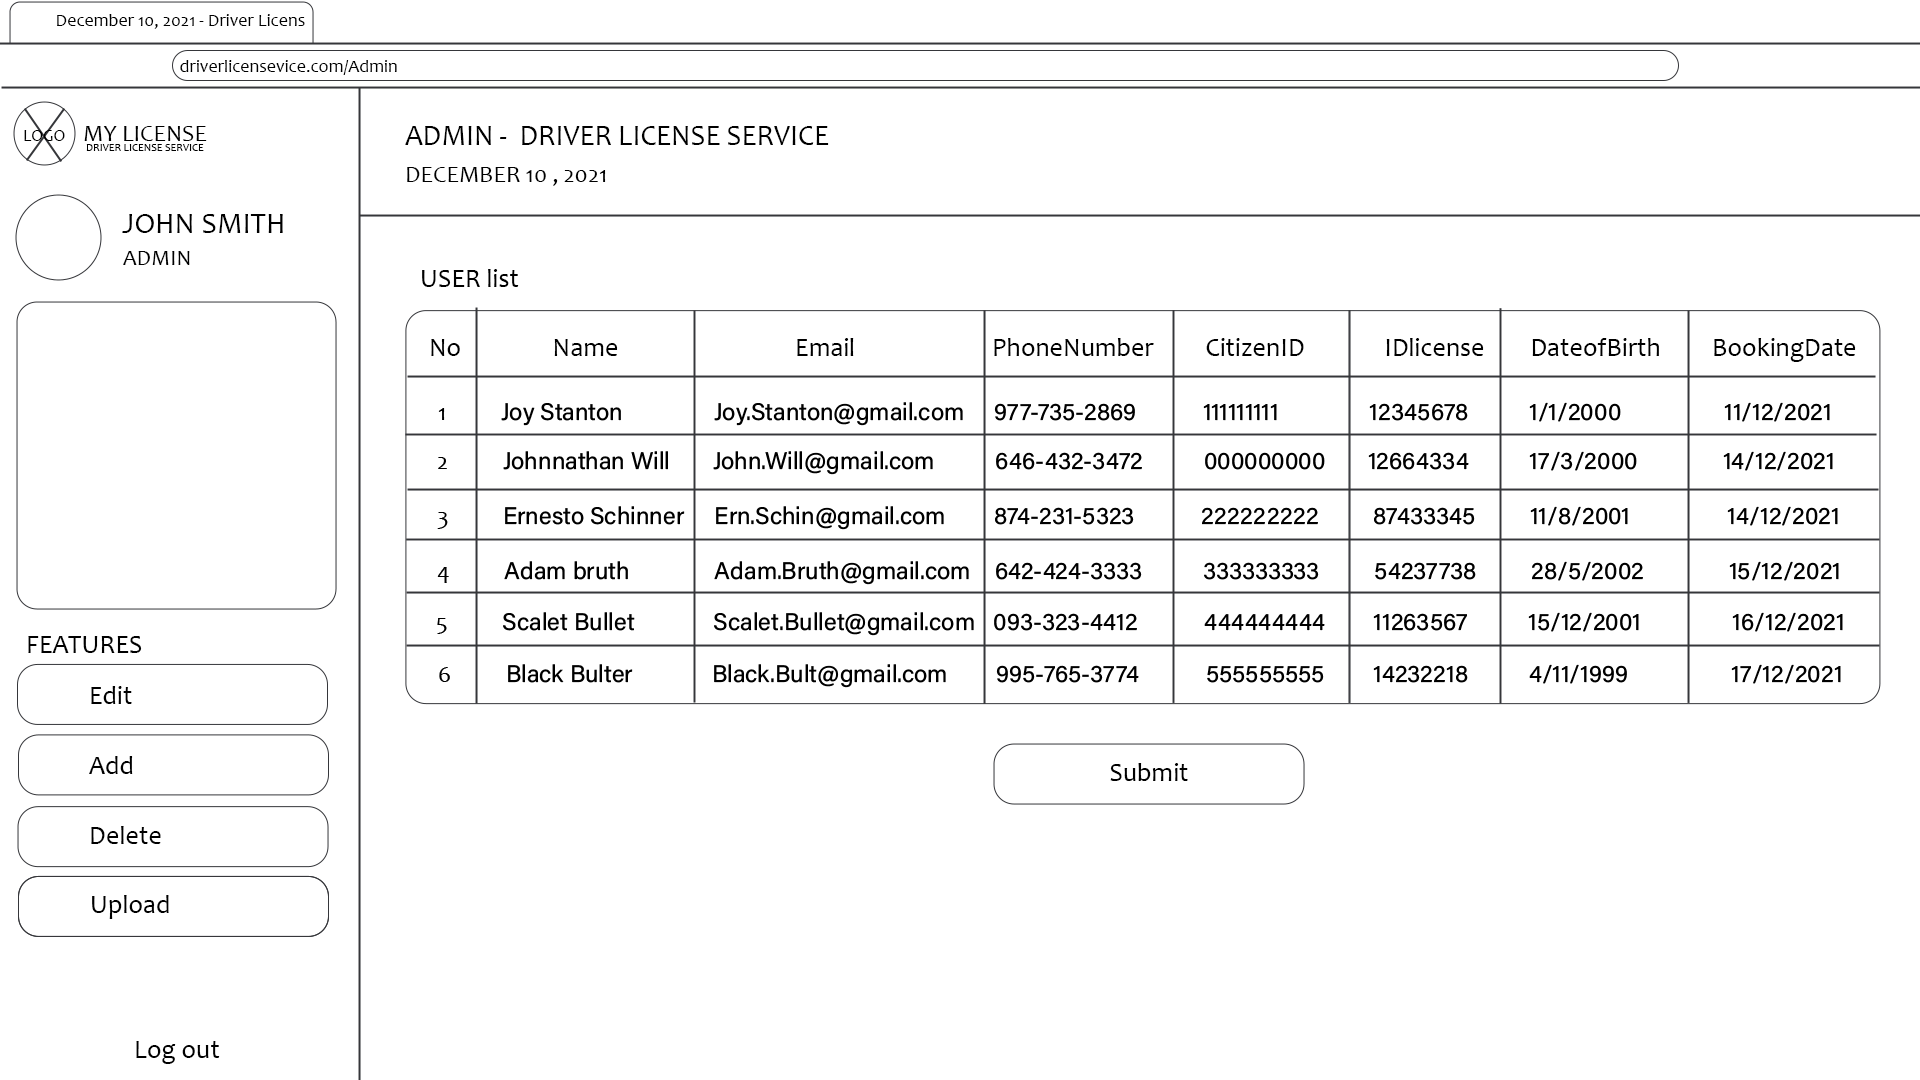 December 10, 2021 - Driver Licens
driverlicensevice.com/Admin
LOGO
MY LICENSE
DRIVER LICENSE SERVICE
JOHN SMITH
ADMIN
FEATURES
Edit
Add
Delete
Upload
Log out
ADMIN - DRIVER LICENSE SERVICE
DECEMBER 10 , 2021
USER list
No Name Email PhoneNumber CitizenID IDlicense DateofBirth BookingDate
1 Joy Stanton Joy.Stanton@gmail.com 977-735-2869 111111111 12345678 1/1/2000 11/12/2021
2 Johnnathan Will John.Will@gmail.com 646-432-3472 000000000 12664334 17/3/2000 14/12/2021
3 Ernesto Schinner Ern.Schin@gmail.com 874-231-5323 222222222 87433345 11/8/2001 14/12/2021
4 Adam bruth Adam.Bruth@gmail.com 642-424-3333 333333333 54237738 28/5/2002 15/12/2021
5 Scalet Bullet Scalet.Bullet@gmail.com 093-323-4412 444444444 11263567 15/12/2001 16/12/2021
6 Black Bulter Black.Bult@gmail.com 995-765-3774 555555555 14232218 4/11/1999 17/12/2021
Submit